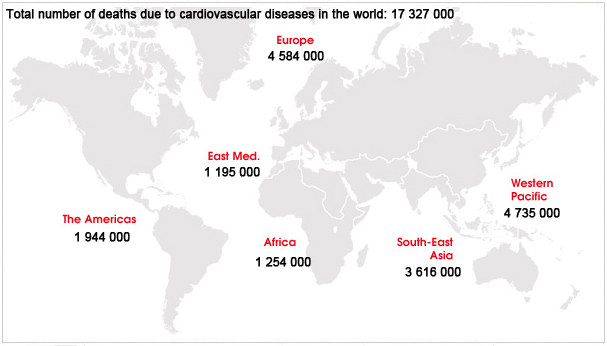 Total number of deaths due to cardiovascular diseases in the world: 17 327 000
Europe
4 584 000
East Med.
1 195 000
Western
Pacific
4 735 000
The Americas
1 944 000
Africa
1 254 000
South-East
Asia
3 616 000